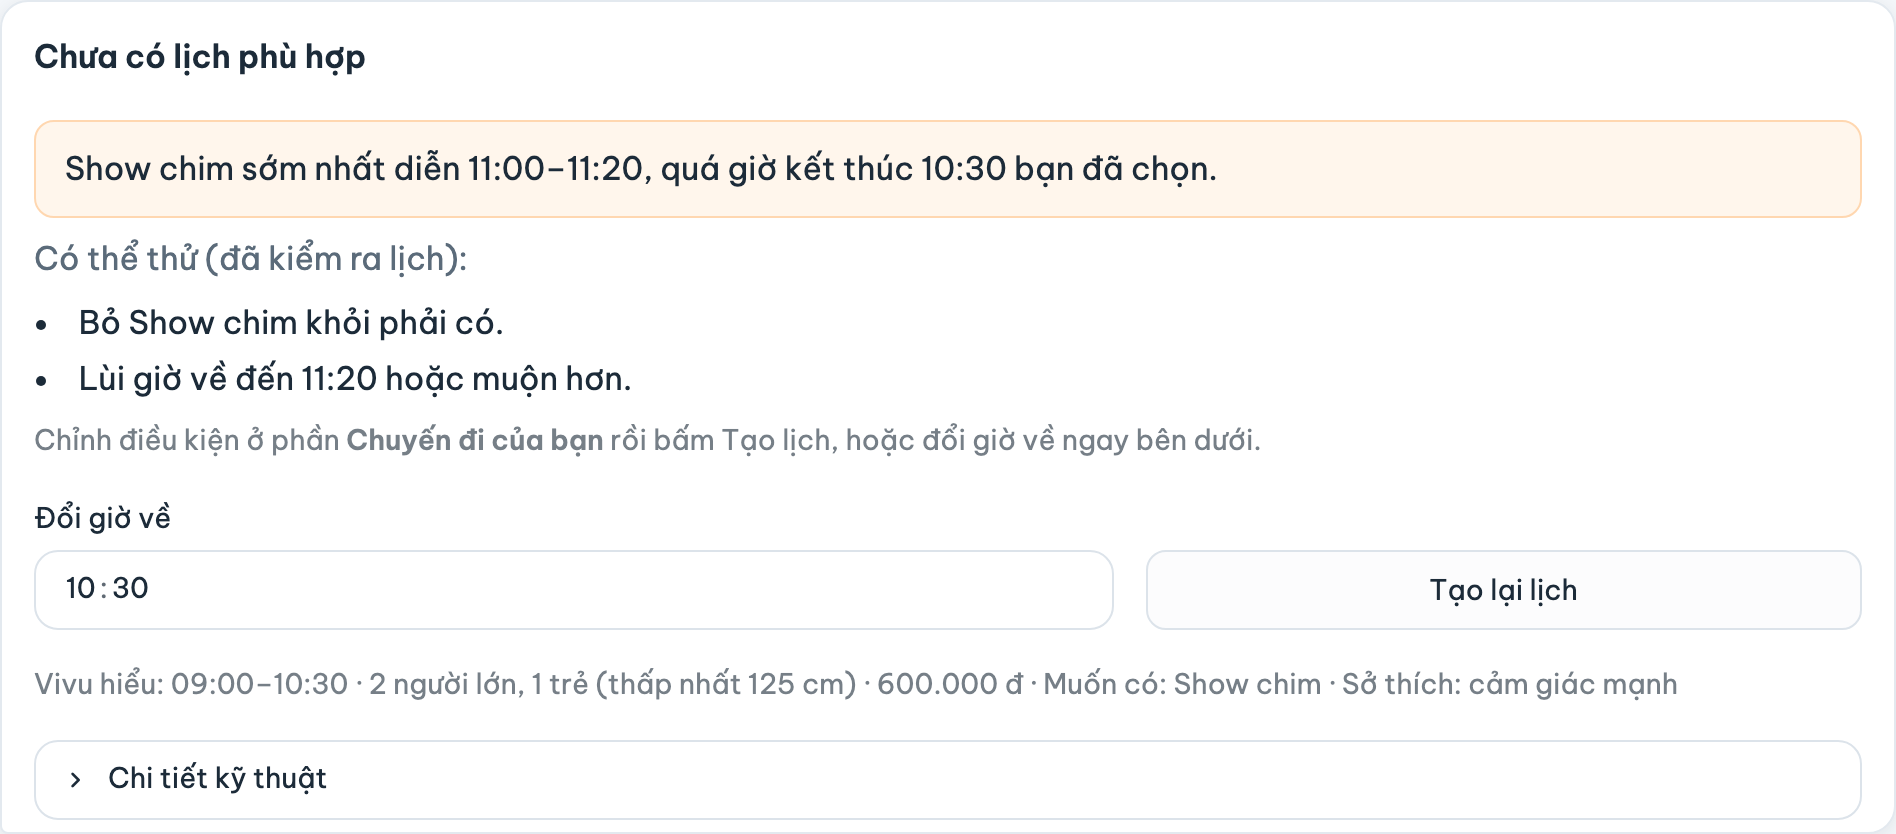 Chưa có lịch phù hợp
Show chim sớm nhất diễn 11:00–11:20, quá giờ kết thúc 10:30 bạn đã chọn.
Có thể thử (đã kiểm ra lịch):
• Bỏ Show chim khỏi phải có.
• Lùi giờ về đến 11:20 hoặc muộn hơn.
Chỉnh điều kiện ở phần Chuyến đi của bạn rồi bấm Tạo lịch, hoặc đổi giờ về ngay bên dưới.
Đổi giờ về
10:30
Tạo lại lịch
Vivu hiểu: 09:00–10:30 · 2 người lớn, 1 trẻ (thấp nhất 125 cm) · 600.000 đ · Muốn có: Show chim · Sở thích: cảm giác mạnh
Chi tiết kỹ thuật